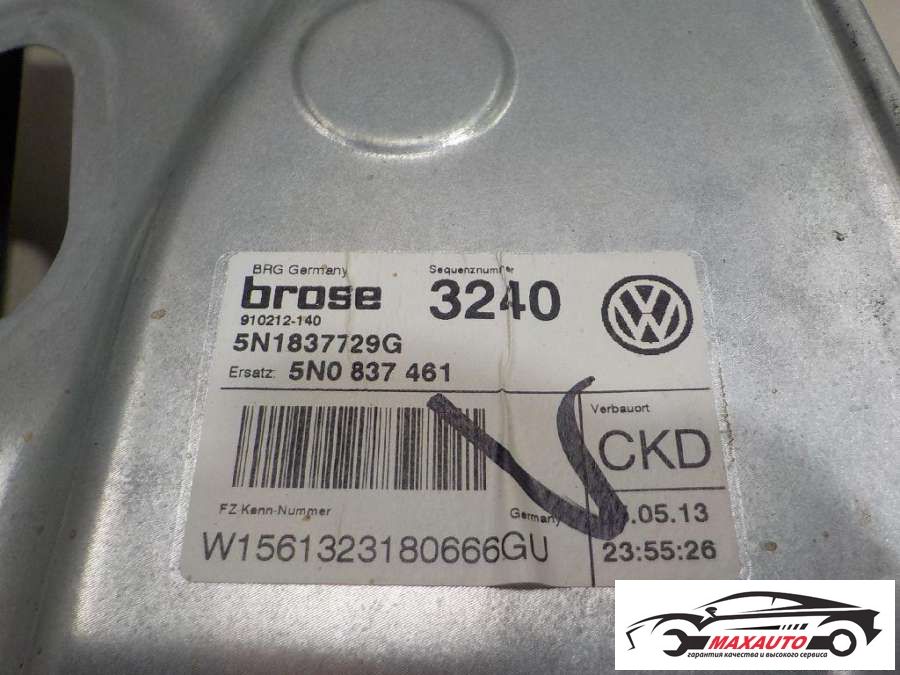 BRG Germany
Sequenznummer
brose 3240
910212-140
5N1837729G
Ersatz: 5N0 837 461
Verbauort
CKD
FZ Kenn-Nummer
Germany
.05.13
W1561323180666GU
23:55:26
MAXAUTO
гарантия качества и высокого сервиса